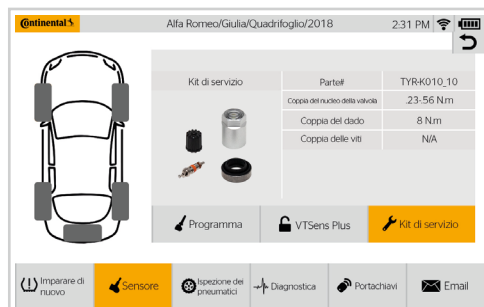 Continental
Alfa Romeo/Giulia/Quadrifoglio/2018
2:31 PM
Kit di servizio
Parte#
TYR-K010_10
Coppia del nucleo della valvola
.23-.56 N.m
Coppia del dado
8 N.m
Coppia delle viti
N/A
Programma
VTSens Plus
Kit di servizio
Imparare di
nuovo
Sensore
Ispezione dei
pneumatici
Diagnostica
Portachiavi
Email